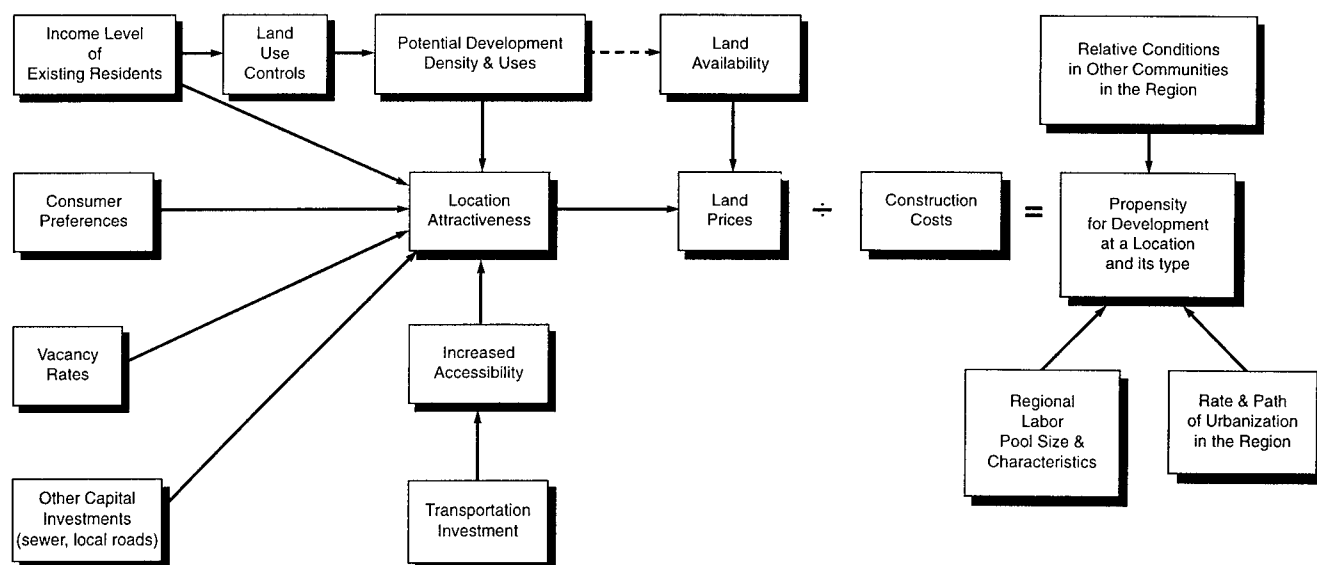 Income Level
of
Existing Residents
Land
Use
Controls
Potential Development
Density & Uses
Land
Availability
Relative Conditions
in Other Communities
in the Region
Consumer
Preferences
Location
Attractiveness
Land
Prices
÷
Construction
Costs
=
Propensity
for Development
at a Location
and its type
Vacancy
Rates
Increased
Accessibility
Regional
Labor
Pool Size &
Characteristics
Rate & Path
of Urbanization
in the Region
Other Capital
Investments
(sewer, local roads)
Transportation
Investment